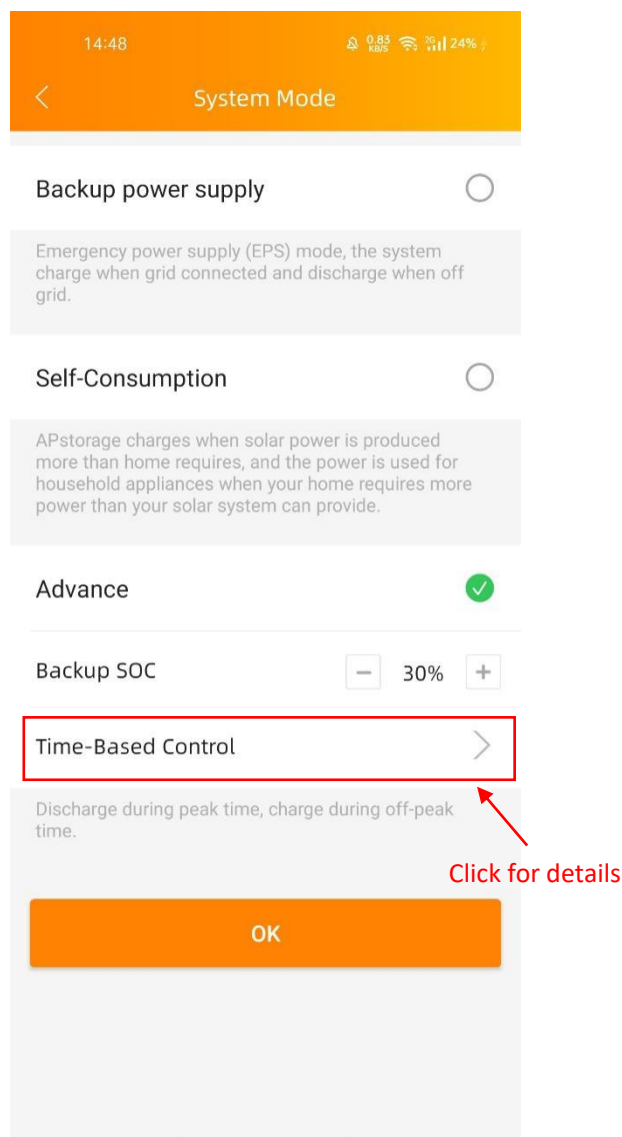 14:48 0.83 KB/S 2G 24%
System Mode
Backup power supply
Emergency power supply (EPS) mode, the system
charge when grid connected and discharge when off
grid.
Self-Consumption
APstorage charges when solar power is produced
more than home requires, and the power is used for
household appliances when your home requires more
power than your solar system can provide.
Advance
Backup SOC − 30% +
Time-Based Control
Discharge during peak time, charge during off-peak
time.
Click for details
OK